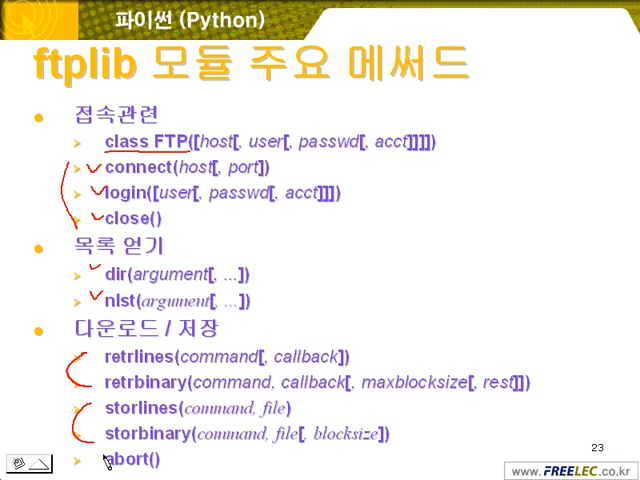 파이썬 (Python)
ftplib 모듈 주요 메써드
접속관련
class FTP([host[, user[, passwd[, acct]]]])
connect(host[, port])
login([user[, passwd[, acct]]])
close()
목록 얻기
dir(argument[, ...])
nlst(argument[, ...])
다운로드 / 저장
retrlines(command[, callback])
retrbinary(command, callback[, maxblocksize[, rest]])
storlines(command, file)
storbinary(command, file[, blocksize])
abort()
23
www.FREELEC.co.kr